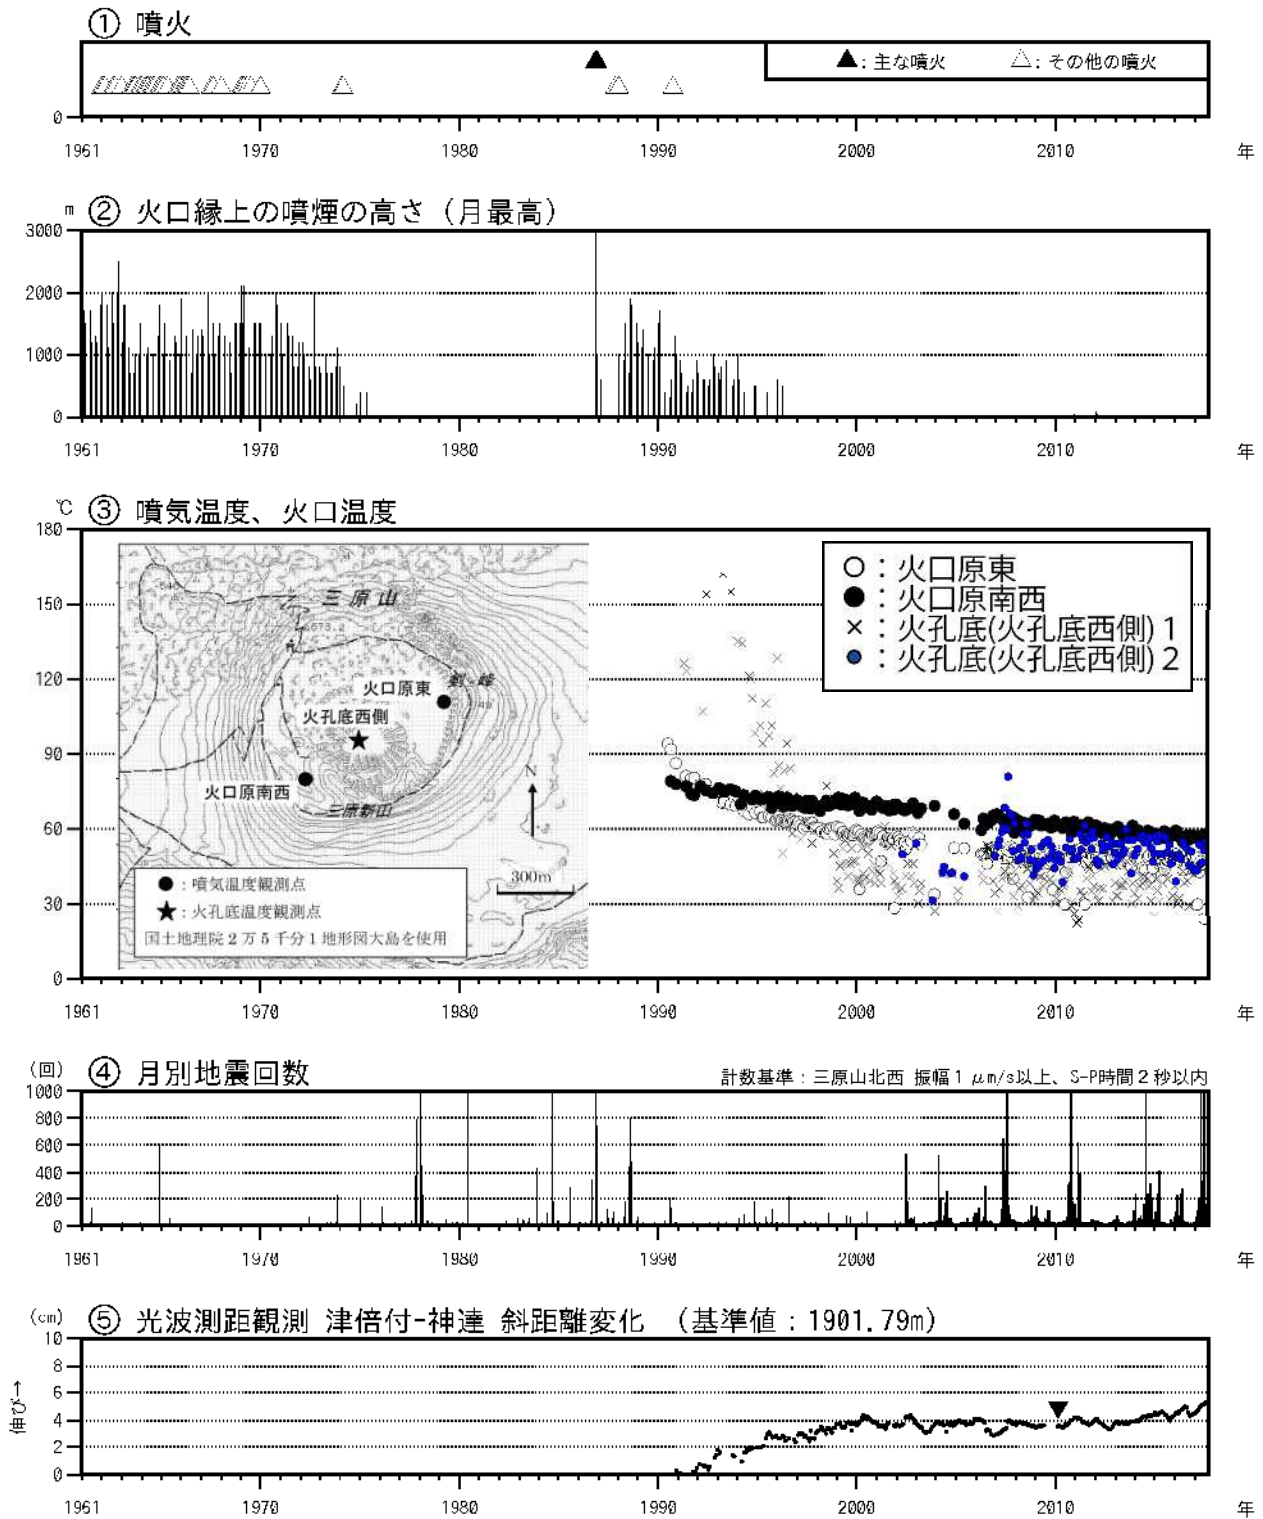 ① 噴火
▲: 主な噴火 △: その他の噴火
0
1961 1970 1980 1990 2000 2010 年
m ② 火口縁上の噴煙の高さ（月最高）
3000
2000
1000
0
1961 1970 1980 1990 2000 2010 年
℃ ③ 噴気温度、火口温度
180
150
120
90
60
30
0
○：火口原東
●：火口原南西
×：火孔底(火孔底西側)1
●：火孔底(火孔底西側)2
三原山
剣ヶ峰
火口原東
火孔底西側
火口原南西
三原新山
N
300m
●：噴気温度観測点
★：火孔底温度観測点
国土地理院2万5千分1地形図大島を使用
1961 1970 1980 1990 2000 2010 年
(回) ④ 月別地震回数
計数基準：三原山北西 振幅1μm/s以上、S-P時間2秒以内
1000
800
600
400
200
0
1961 1970 1980 1990 2000 2010 年
(cm) ⑤ 光波測距観測 津倍付-神達 斜距離変化 （基準値：1901.79m）
伸び→
10
8
6
4
2
0
1961 1970 1980 1990 2000 2010 年